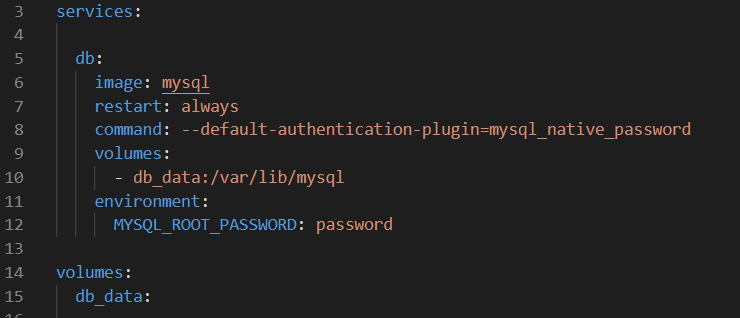 3 services:
4
5 db:
6 image: mysql
7 restart: always
8 command: --default-authentication-plugin=mysql_native_password
9 volumes:
10 - db_data:/var/lib/mysql
11 environment:
12 MYSQL_ROOT_PASSWORD: password
13
14 volumes:
15 db_data: